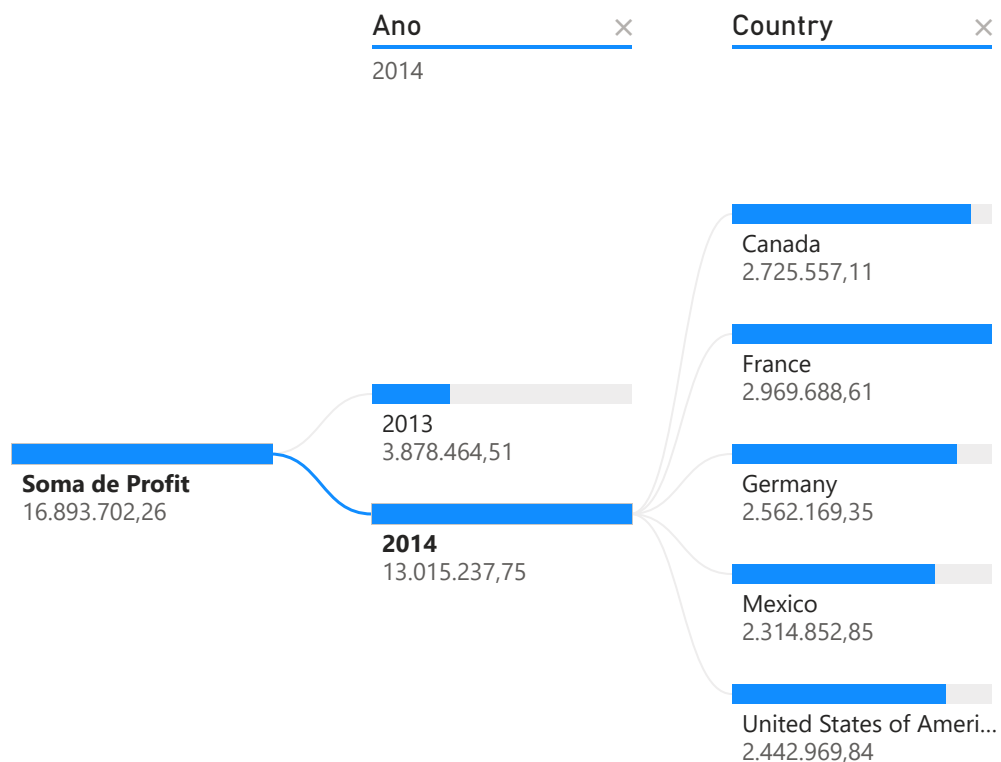 Ano
2014
Country
Soma de Profit
16.893.702,26
2013
3.878.464,51
2014
13.015.237,75
Canada
2.725.557,11
France
2.969.688,61
Germany
2.562.169,35
Mexico
2.314.852,85
United States of Ameri...
2.442.969,84